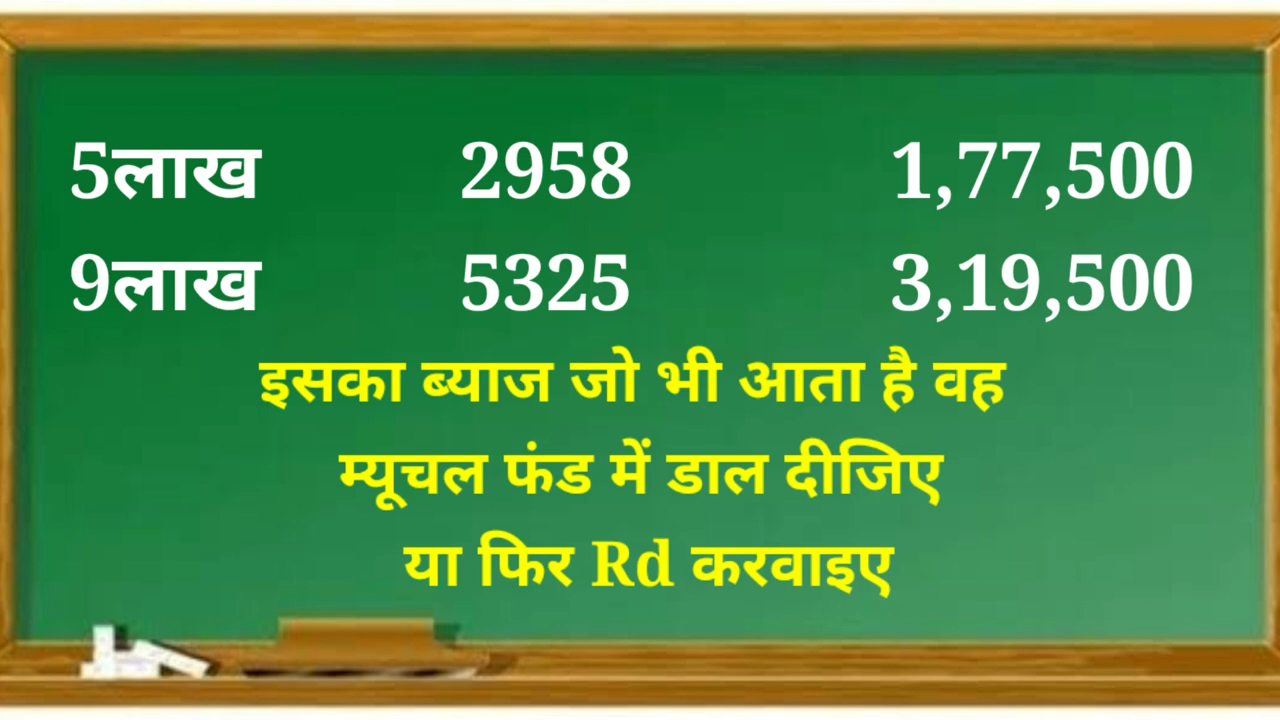 5लाख 2958 1,77,500
9लाख 5325 3,19,500
इसका ब्याज जो भी आता है वह
म्यूचल फंड में डाल दीजिए
या फिर Rd करवाइए